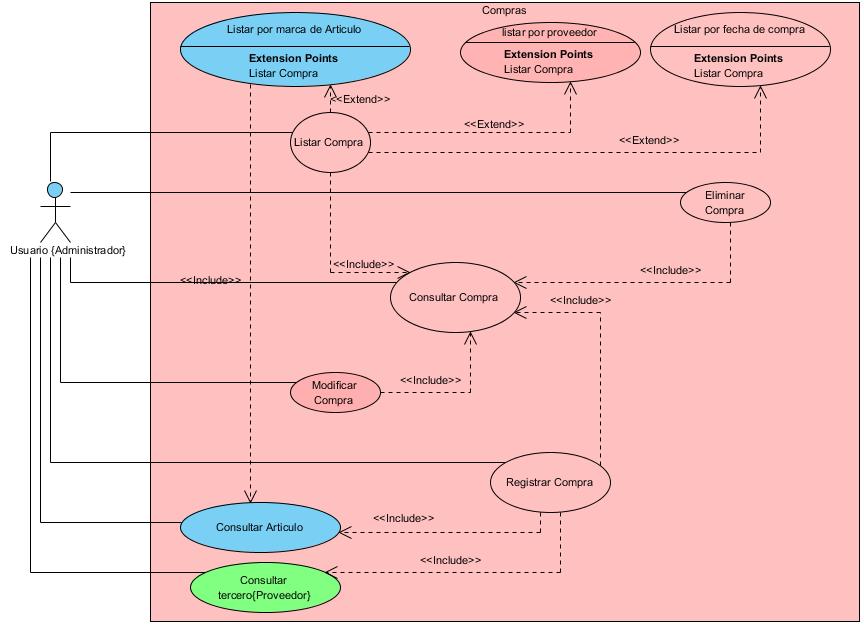 Compras
Listar por marca de Articulo
Extension Points
Listar Compra
listar por proveedor
Extension Points
Listar Compra
Listar por fecha de compra
Extension Points
Listar Compra
<<Extend>>
<<Extend>>
<<Extend>>
Listar Compra
Eliminar
Compra
Usuario {Administrador}
<<Include>>
<<Include>>
<<Include>>
Consultar Compra
<<Include>>
Modificar
Compra
<<Include>>
Registrar Compra
Consultar Articulo
<<Include>>
<<Include>>
Consultar
tercero{Proveedor}